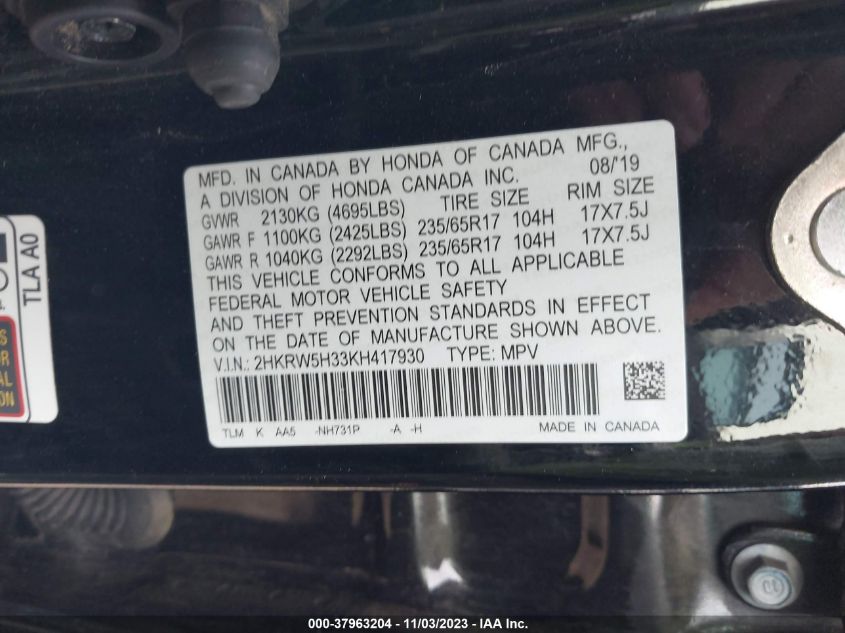 MFD. IN CANADA BY HONDA OF CANADA MFG.,
A DIVISION OF HONDA CANADA INC. 08/'19
GVWR 2130KG (4695LBS) TIRE SIZE RIM SIZE
GAWR F 1100KG (2425LBS) 235/65R17 104H 17X7.5J
GAWR R 1040KG (2292LBS) 235/65R17 104H 17X7.5J
THIS VEHICLE CONFORMS TO ALL APPLICABLE
FEDERAL MOTOR VEHICLE SAFETY
AND THEFT PREVENTION STANDARDS IN EFFECT
ON THE DATE OF MANUFACTURE SHOWN ABOVE.
V.I.N.: 2HKRW5H33KH417930 TYPE: MPV
TLM K AA5 -NH731P -A -H MADE IN CANADA
TLA A0
000-37963204 - 11/03/2023 - IAA Inc.